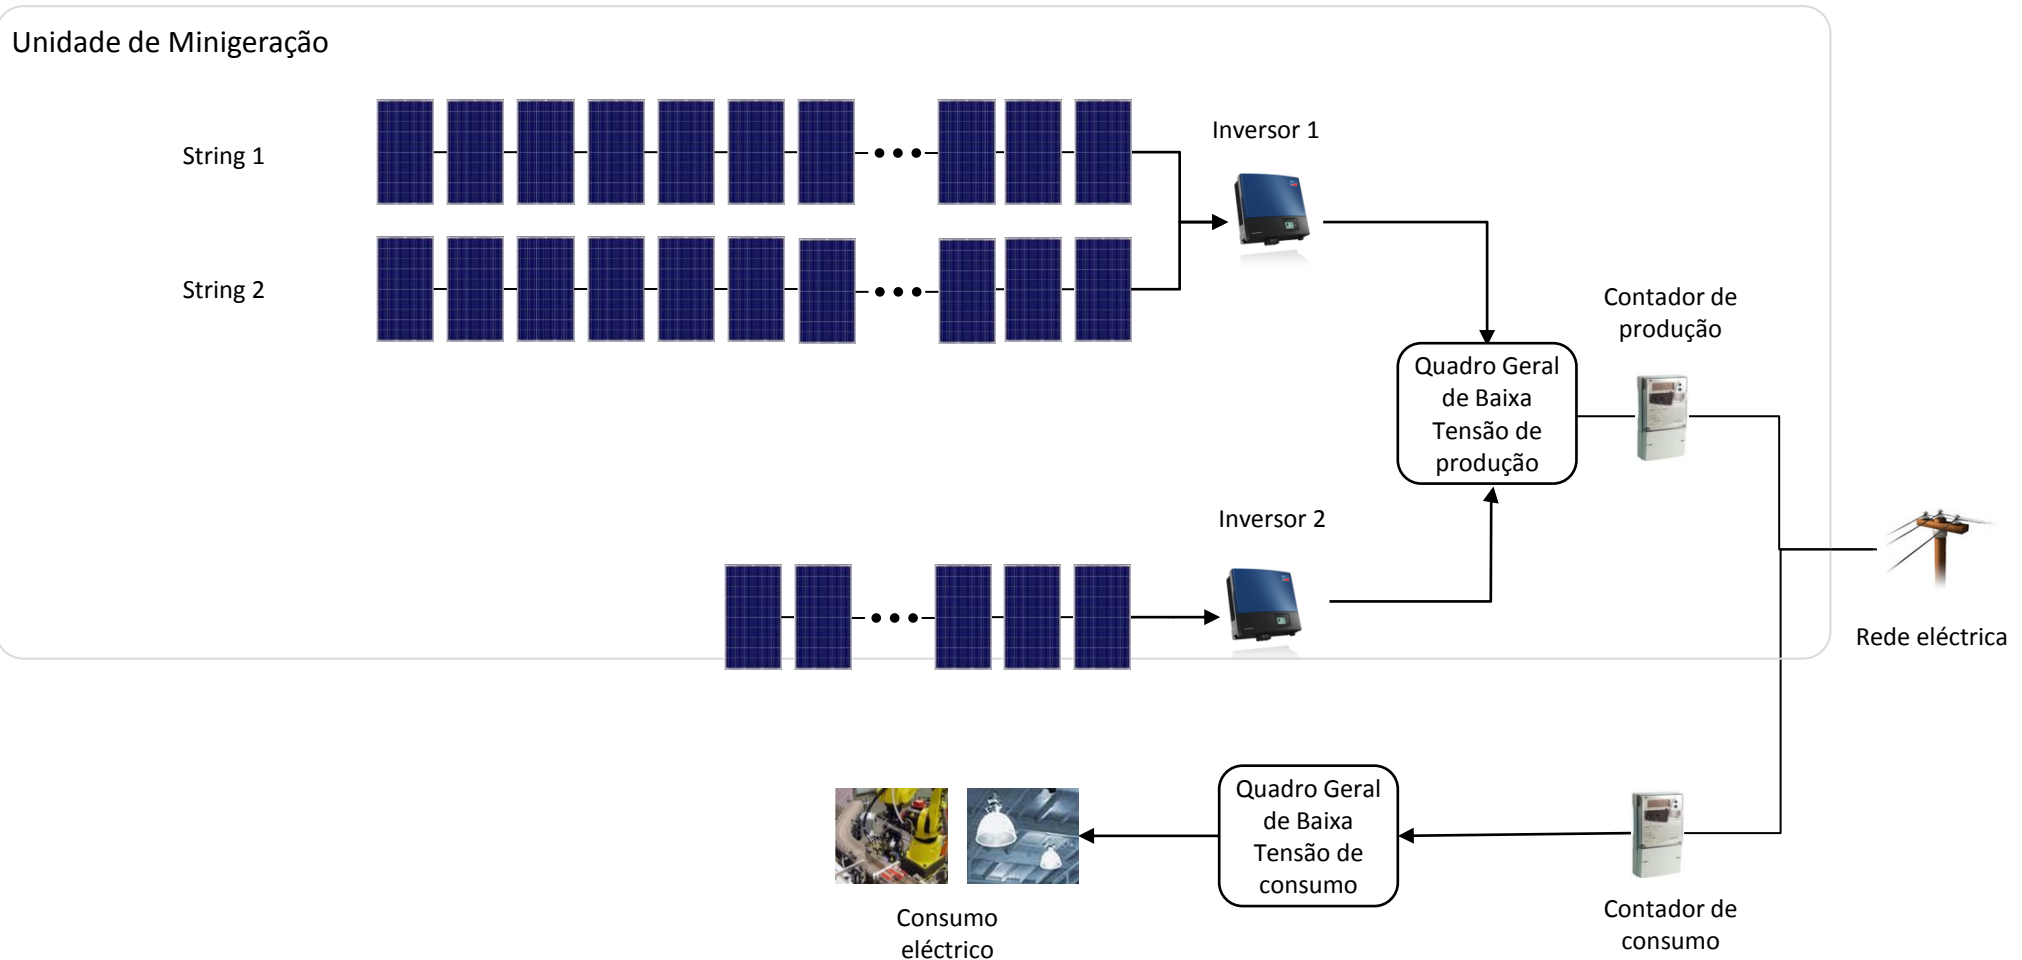 Unidade de Minigeração
String 1
String 2
Inversor 1
Contador de
produção
Quadro Geral
de Baixa
Tensão de
produção
Inversor 2
Rede eléctrica
Quadro Geral
de Baixa
Tensão de
consumo
Consumo
eléctrico
Contador de
consumo